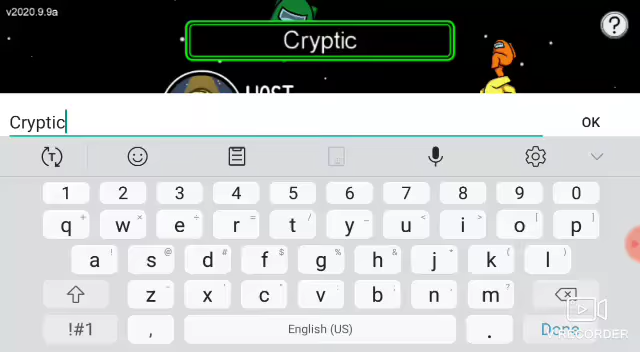 v2020.9.9a
Cryptic
?
HOST
Cryptic
OK
1 2 3 4 5 6 7 8 9 0
q + w × e ÷ r = t / y _ u < i > o [ p ]
a ! s @ d # f $ g % h & j * k ( l )
z - x ' c " v : b ; n , m ?
!#1 , English (US) . Done
RECORDER